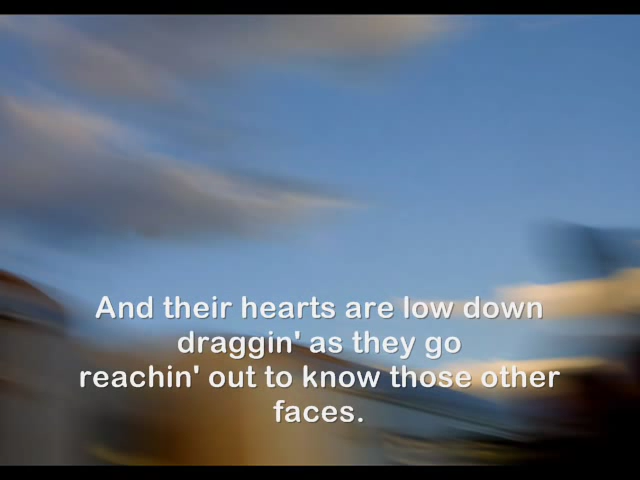 And their hearts are low down
draggin' as they go
reachin' out to know those other
faces.